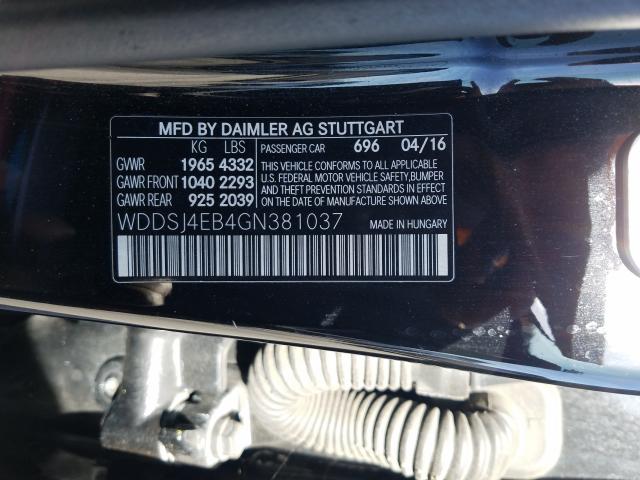 MFD BY DAIMLER AG STUTTGART
KG LBS PASSENGER CAR 696 04/16
GVWR 1965 4332 THIS VEHICLE CONFORMS TO ALL APPLICABLE
GAWR FRONT 1040 2293 U.S. FEDERAL MOTOR VEHICLE SAFETY,BUMPER
AND THEFT PREVENTION STANDARDS IN EFFECT
GAWR REAR 925 2039 ON THE DATE OF MANUFACTURE SHOWN ABOVE
WDDSJ4EB4GN381037 MADE IN HUNGARY